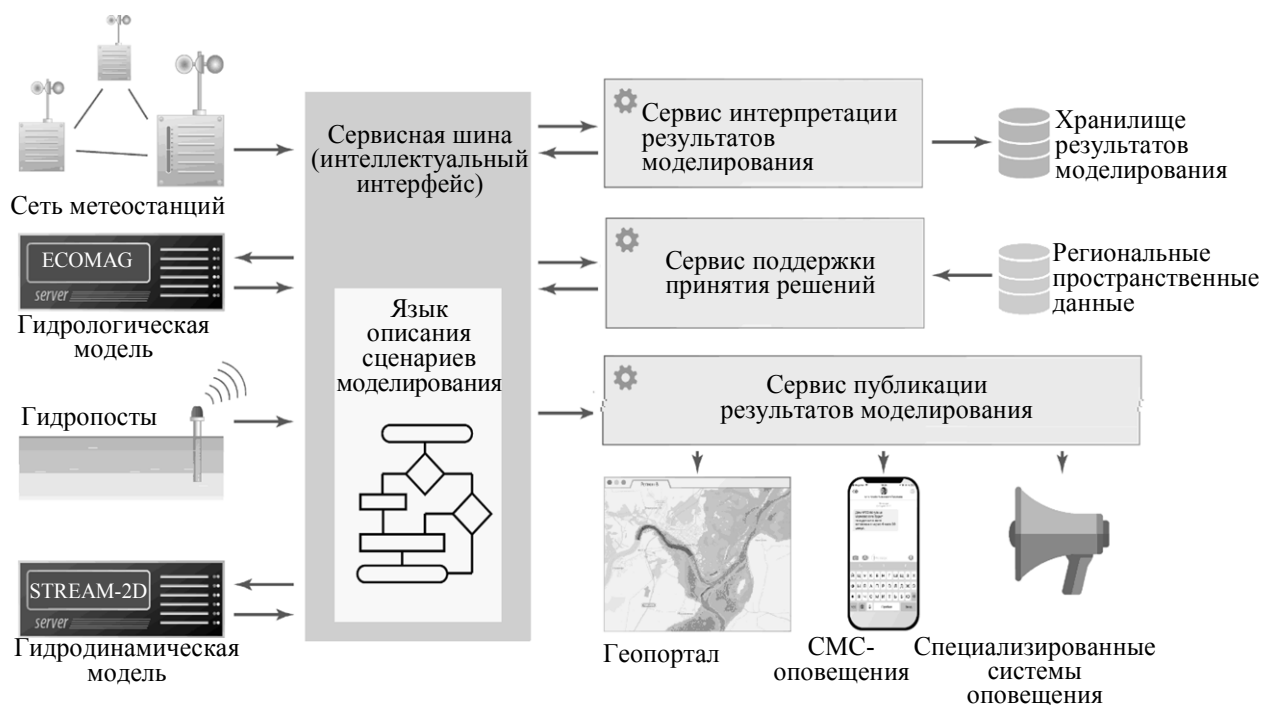 Сеть метеостанций
ECOMAG
server
Гидрологическая
модель
Гидропосты
STREAM-2D
server
Гидродинамическая
модель
Сервисная шина
(интеллектуальный
интерфейс)
Язык
описания
сценариев
моделирования
Сервис интерпретации
результатов
моделирования
Хранилище
результатов
моделирования
Сервис поддержки
принятия решений
Региональные
пространственные
данные
Сервис публикации
результатов моделирования
Геопортал
СМС-
оповещения
Специализированные
системы
оповещения